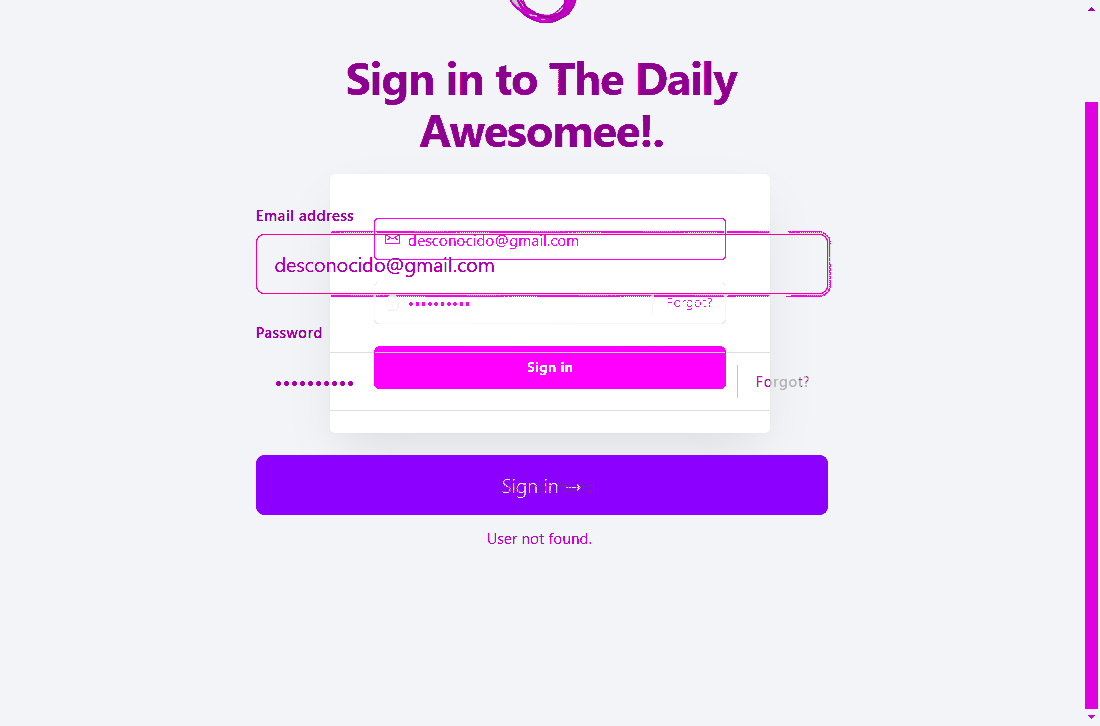 Sign in to The Daily
Awesomee!.
Email address
desconocido@gmail.com
desconocido@gmail.com
••••••••••
Forgot?
Password
Sign in
••••••••••
Forgot?
Sign in →
User not found.